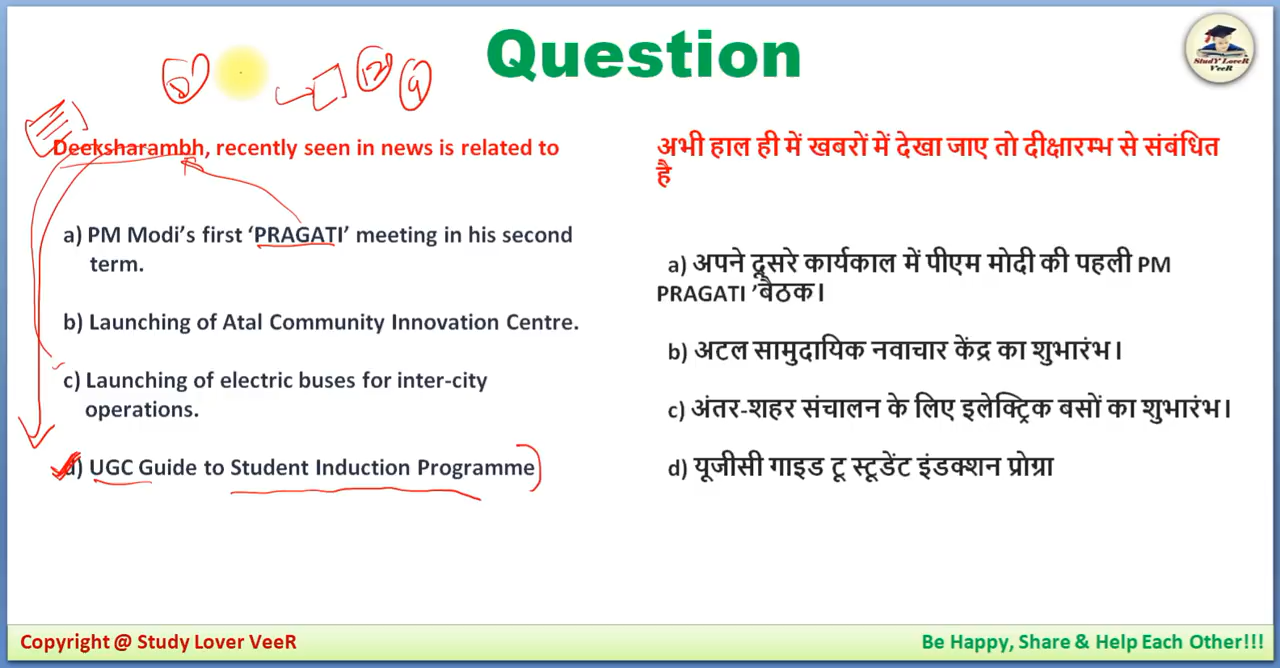 Question
StudY LoveR
VeeR
Deeksharambh, recently seen in news is related to
a) PM Modi's first ‘PRAGATI’ meeting in his second
term.
b) Launching of Atal Community Innovation Centre.
c) Launching of electric buses for inter-city
operations.
d) UGC Guide to Student Induction Programme
अभी हाल ही में खबरों में देखा जाए तो दीक्षारम्भ से संबंधित
है
a) अपने दूसरे कार्यकाल में पीएम मोदी की पहली PM
PRAGATI ’बैठक।
b) अटल सामुदायिक नवाचार केंद्र का शुभारंभ।
c) अंतर-शहर संचालन के लिए इलेक्ट्रिक बसों का शुभारंभ।
d) यूजीसी गाइड टू स्टूडेंट इंडक्शन प्रोग्रा
Copyright @ Study Lover VeeR
Be Happy, Share & Help Each Other!!!